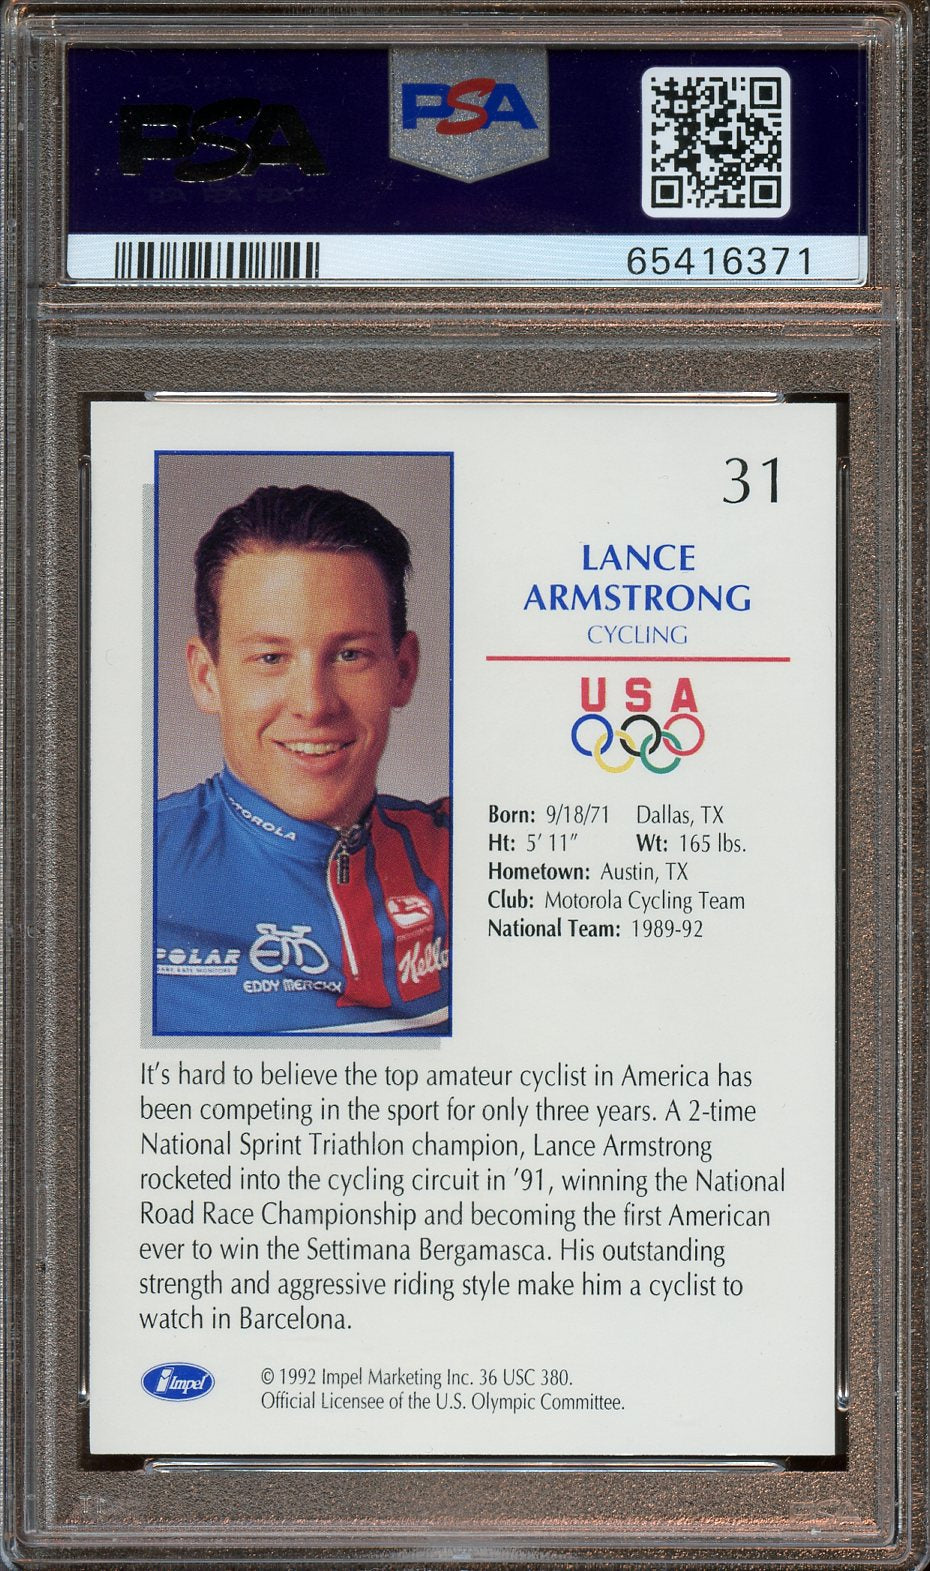 PSA
PSA
65416371
31
LANCE
ARMSTRONG
CYCLING
USA
Born: 9/18/71 Dallas, TX
Ht: 5' 11" Wt: 165 lbs.
Hometown: Austin, TX
Club: Motorola Cycling Team
National Team: 1989-92
MOTOROLA
POLAR
EDDY MERCKX
GIRO
Kello
It's hard to believe the top amateur cyclist in America has
been competing in the sport for only three years. A 2-time
National Sprint Triathlon champion, Lance Armstrong
rocketed into the cycling circuit in '91, winning the National
Road Race Championship and becoming the first American
ever to win the Settimana Bergamasca. His outstanding
strength and aggressive riding style make him a cyclist to
watch in Barcelona.
Impel
© 1992 Impel Marketing Inc. 36 USC 380.
Official Licensee of the U.S. Olympic Committee.